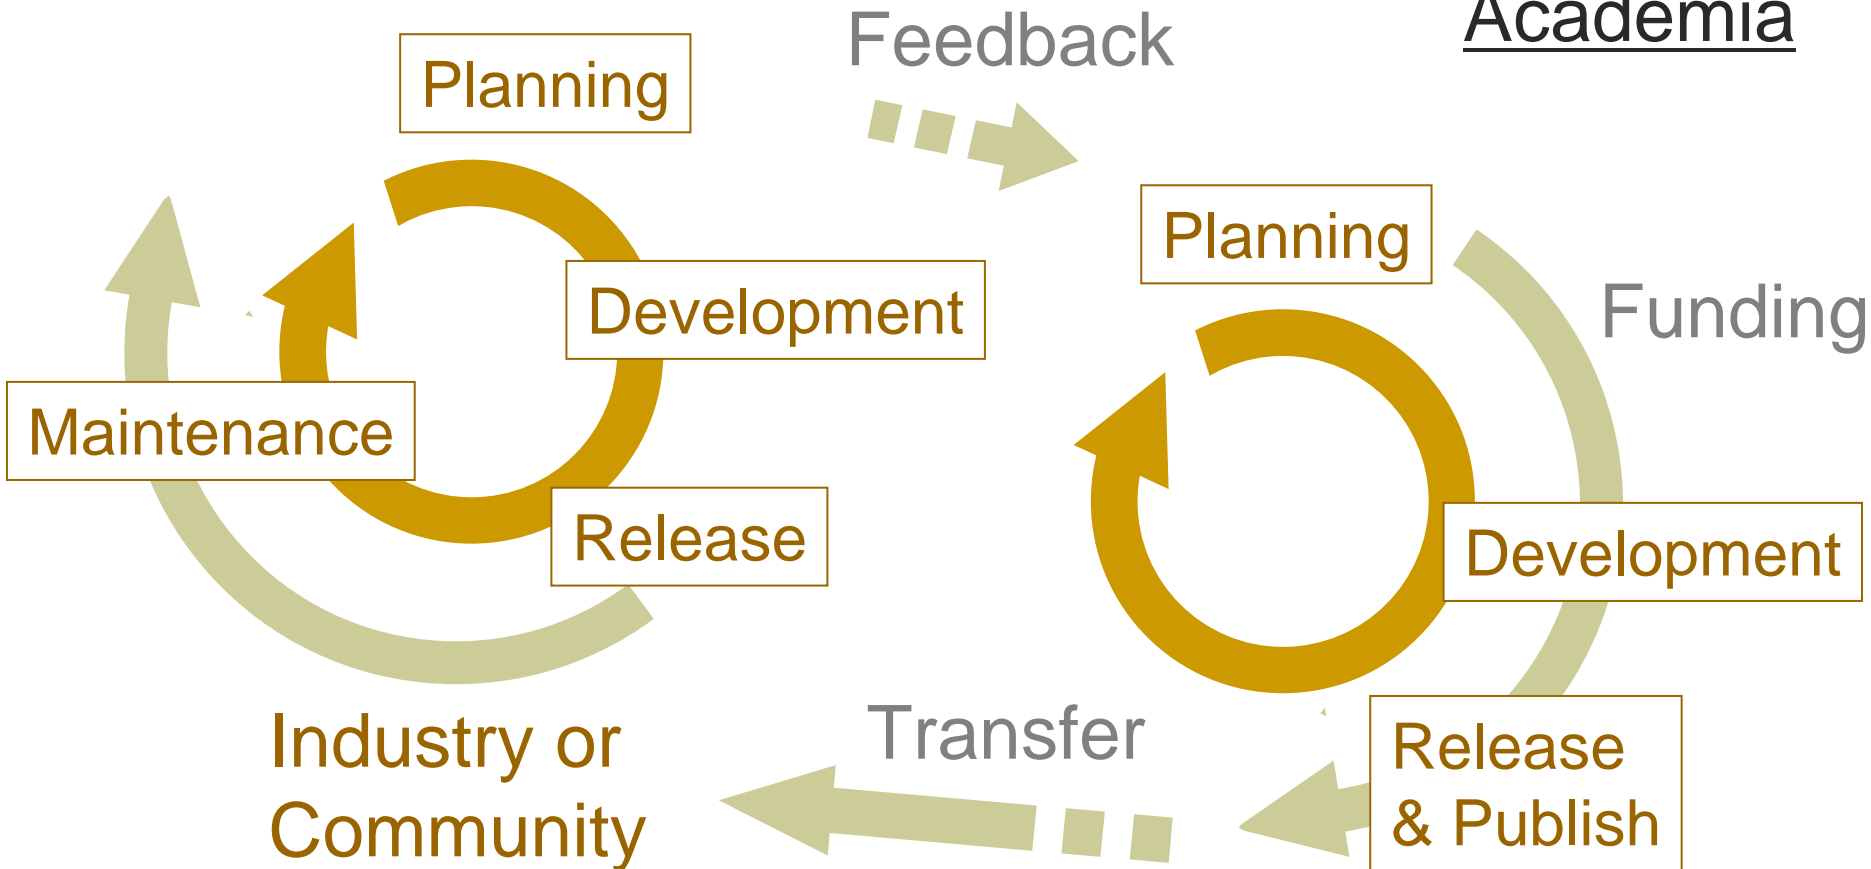 Academia
Feedback
Planning
Planning
Funding
Development
Maintenance
Release
Development
Industry or
Community
Transfer
Release
& Publish